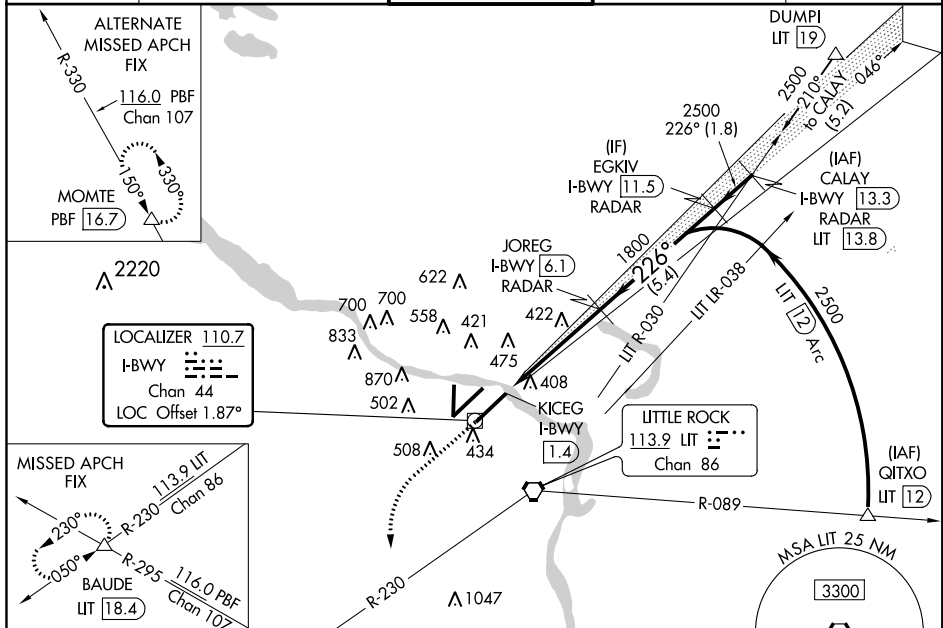 ALTERNATE
MISSED APCH
FIX
R-330
116.0 PBF
Chan 107
150°
330°
MOMTE
PBF 16.7
DUMPI
LIT 19
2500
210°
to CALAY
(5.2)
046°
2500
226° (1.8)
(IF)
EGKIV
I-BWY 11.5
RADAR
(IAF)
CALAY
I-BWY 13.3
RADAR
LIT 13.8
JOREG
I-BWY 6.1
RADAR
1800
226°
(5.4)
LIT R-030
LIT LR-038
2500
LIT 12 Arc
2220
622
700
700
558
421
422
833
475
870
408
502
508
434
LOCALIZER 110.7
I-BWY
Chan 44
LOC Offset 1.87°
KICEG
I-BWY
1.4
LITTLE ROCK
113.9 LIT
Chan 86
(IAF)
QITXO
LIT 12
R-089
MISSED APCH
FIX
113.9 LIT
R-230 Chan 86
230°
050°
R-295 116.0 PBF
Chan 107
BAUDE
LIT 18.4
R-230
1047
MSA LIT 25 NM
3300